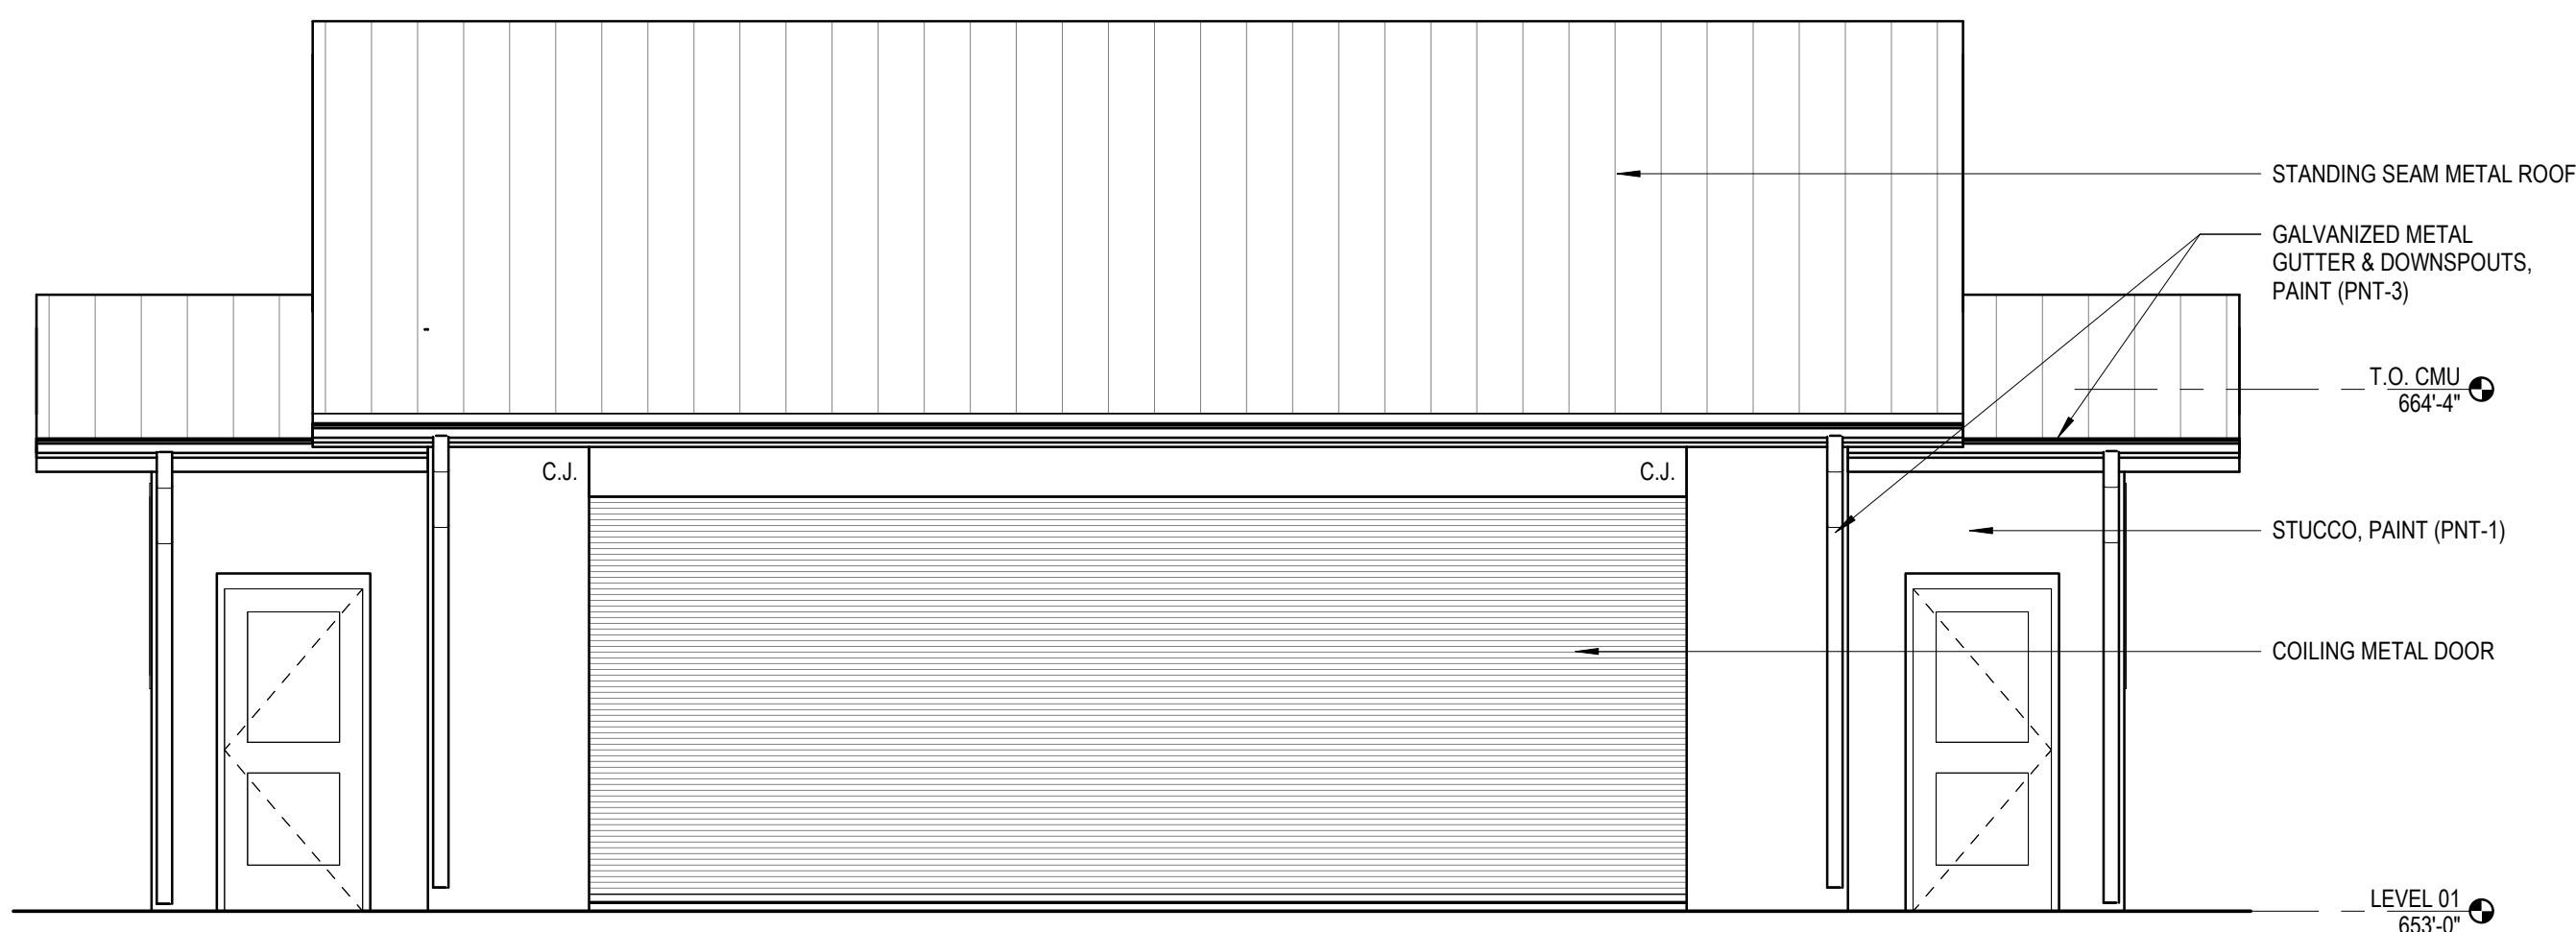 STANDING SEAM METAL ROOF
GALVANIZED METAL
GUTTER & DOWNSPOUTS,
PAINT (PNT-3)
T.O. CMU
664'-4"
C.J.
C.J.
STUCCO, PAINT (PNT-1)
COILING METAL DOOR
LEVEL 01
653'-0"